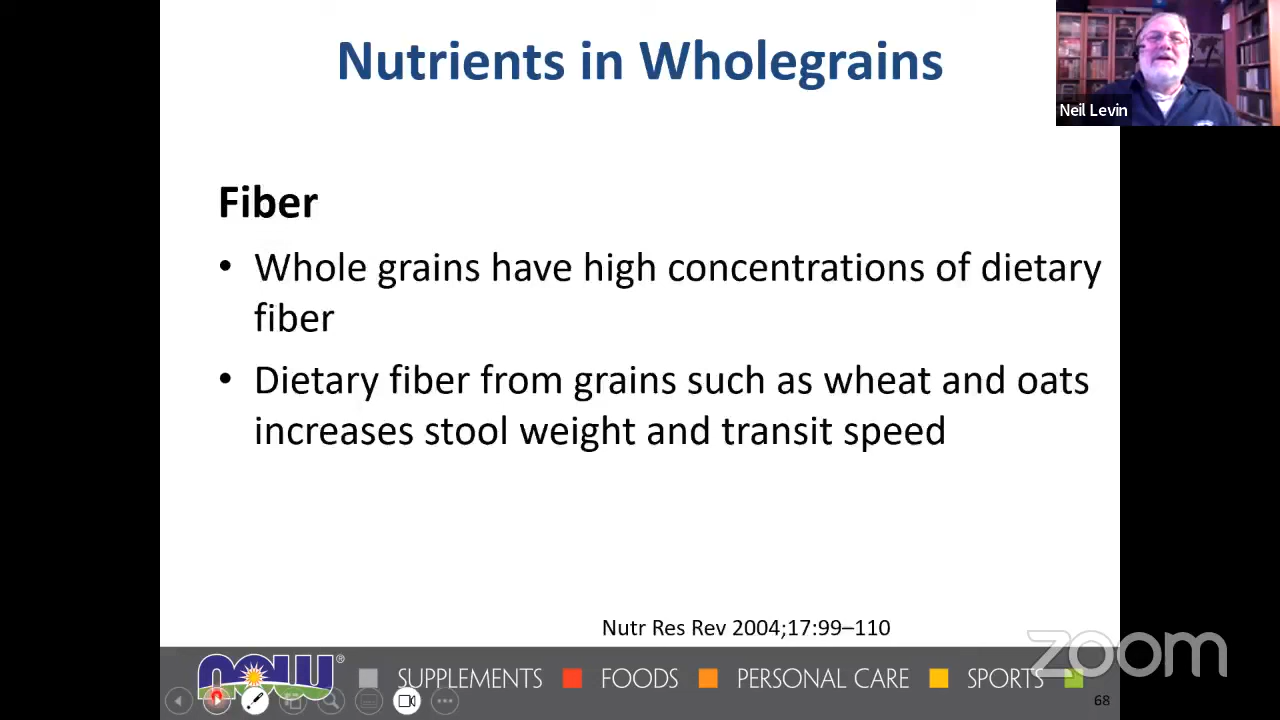 Nutrients in Wholegrains
Neil Levin
Fiber
• Whole grains have high concentrations of dietary
fiber
• Dietary fiber from grains such as wheat and oats
increases stool weight and transit speed
Nutr Res Rev 2004;17:99–110
now® SUPPLEMENTS FOODS PERSONAL CARE SPORTS
zoom
68